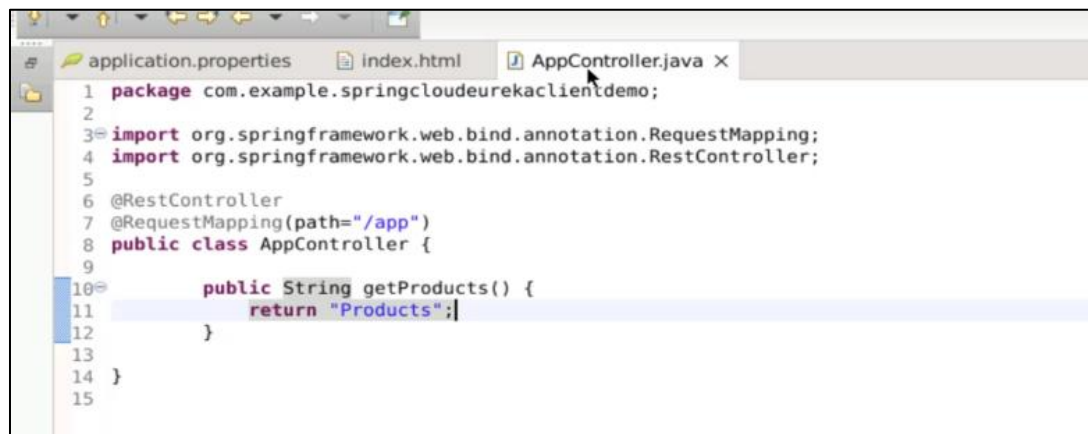 application.properties index.html AppController.java
1 package com.example.springcloudeurekaclientdemo;
2
3 import org.springframework.web.bind.annotation.RequestMapping;
4 import org.springframework.web.bind.annotation.RestController;
5
6 @RestController
7 @RequestMapping(path="/app")
8 public class AppController {
9
10 public String getProducts() {
11 return "Products";
12 }
13
14 }
15